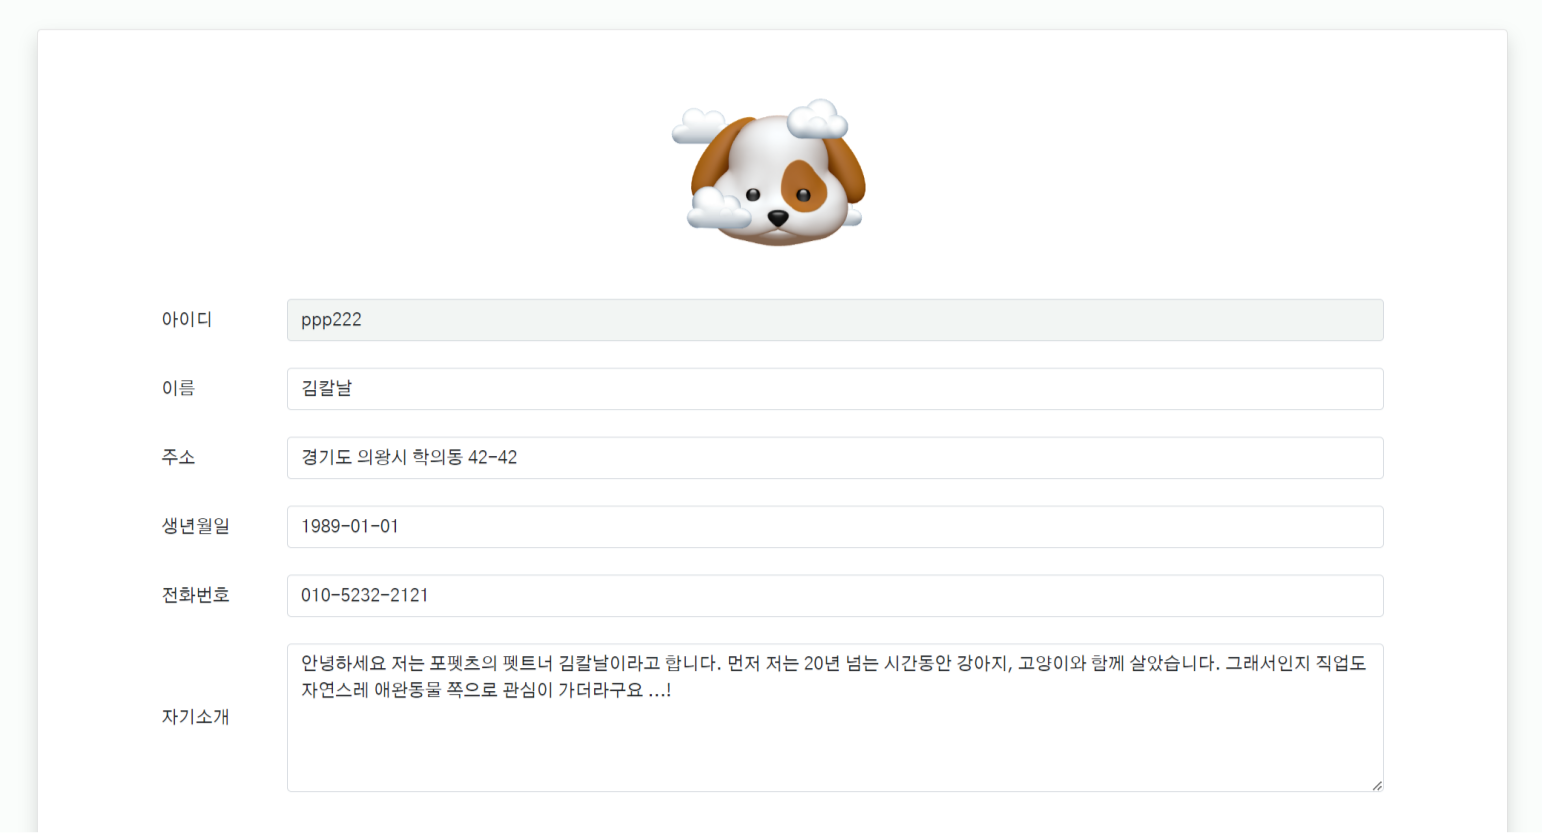 아이디 ppp222
이름 김칼날
주소 경기도 의왕시 학의동 42-42
생년월일 1989-01-01
전화번호 010-5232-2121
자기소개
안녕하세요 저는 포펫츠의 펫트너 김칼날이라고 합니다. 먼저 저는 20년 넘는 시간동안 강아지, 고양이와 함께 살았습니다. 그래서인지 직업도
자연스레 애완동물 쪽으로 관심이 가더라구요 ...!